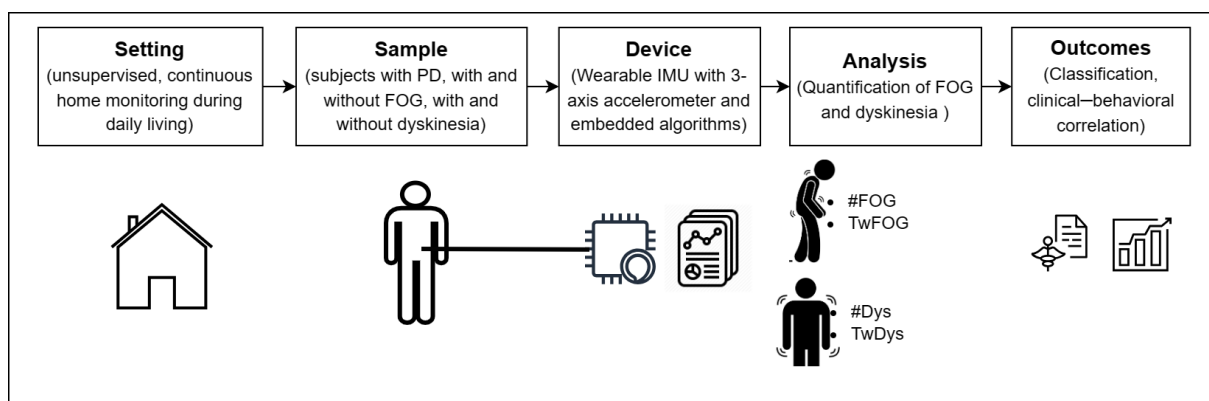 Setting
(unsupervised, continuous
home monitoring during
daily living)
Sample
(subjects with PD, with and
without FOG, with and
without dyskinesia)
Device
(Wearable IMU with 3-
axis accelerometer and
embedded algorithms)
Analysis
(Quantification of FOG
and dyskinesia )
Outcomes
(Classification,
clinical–behavioral
correlation)
• #FOG
• TwFOG
• #Dys
• TwDys